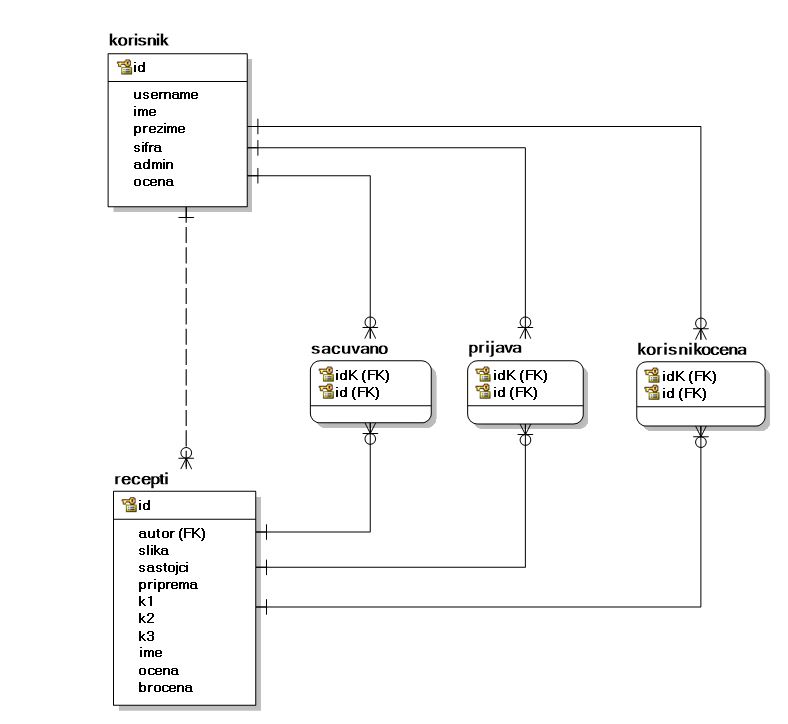 korisnik
id
username
ime
prezime
sifra
admin
ocena
sacuvano
idK (FK)
id (FK)
prijava
idK (FK)
id (FK)
korisnikocena
idK (FK)
id (FK)
recepti
id
autor (FK)
slika
sastojci
priprema
k1
k2
k3
ime
ocena
brocena